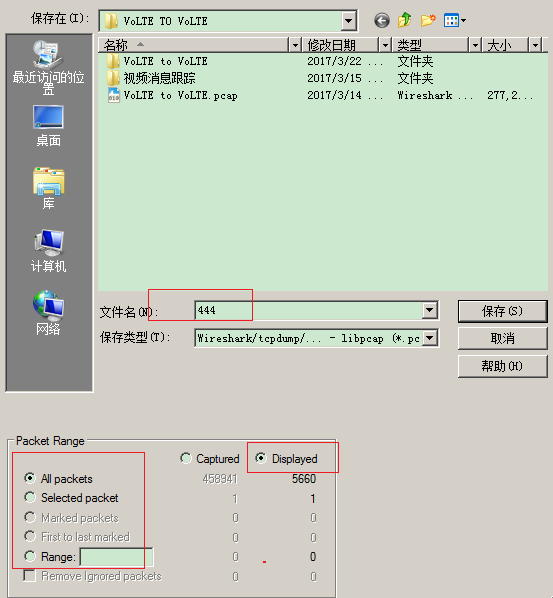 保存在(I):
VoLTE TO VoLTE
名称 修改日期 类型 大小
VoLTE to VoLTE 2017/3/22 ... 文件夹
视频消息跟踪 2017/3/15 ... 文件夹
VoLTE to VoLTE.pcap 2017/3/14 ... Wireshark ... 277,2...
最近访问的位
置
桌面
库
计算机
网络
文件名(N): 444 保存(S)
保存类型(T): Wireshark/tcpdump/... - libpcap (*.pc 取消
帮助(H)
Packet Range
Captured Displayed
All packets 458941 5660
Selected packet 1 1
Marked packets 0 0
First to last marked 0 0
Range: 0 0
Remove Ignored packets 0 0